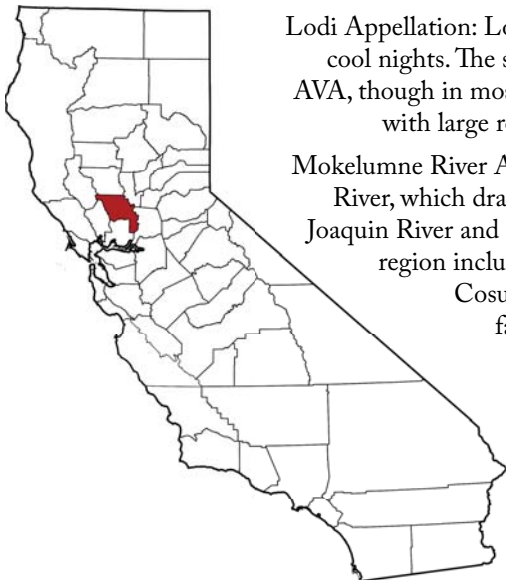 Lodi Appellation: Lo
cool nights. The s
AVA, though in mos
with large r
Mokelumne River A
River, which dra
Joaquin River and
region inclu
Cosu
fa